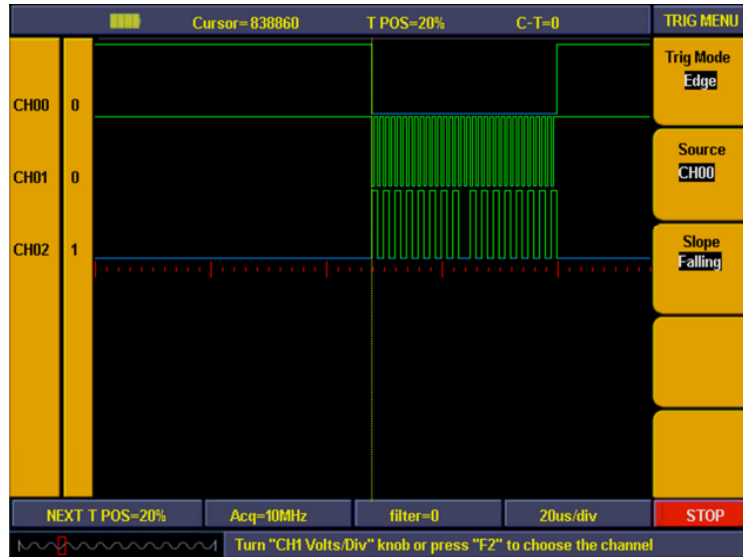 Cursor=838860 T POS=20% C-T=0 TRIG MENU
Trig Mode
Edge
CH00 0
Source
CH01 0
CH00
Slope
CH02 1
Falling
NEXT T POS=20% Acq=10MHz filter=0 20us/div STOP
Turn "CH1 Volts/Div" knob or press "F2" to choose the channel